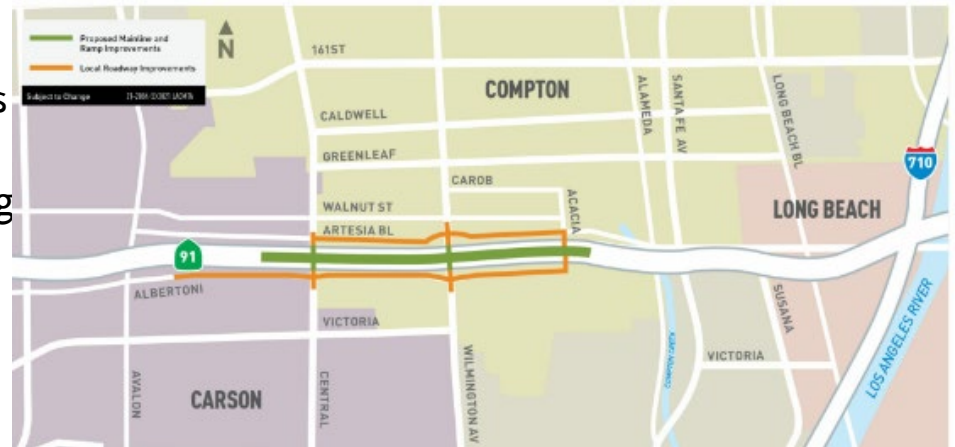 Proposed Mainline and
Ramp Improvements
Local Roadway Improvements
Subject to Change
N
s
g
161ST
COMPTON
CALDWELL
GREENLEAF
CAROB
WALNUT ST
ARTESIA BL
ACACIA
ALAMEDA
SANTA FE AV
LONG BEACH BL
710
LONG BEACH
91
ALBERTONI
VICTORIA
SUSANA
LOS ANGELES RIVER
VICTORIA
AVALON
CARSON
CENTRAL
WILMINGTON AV